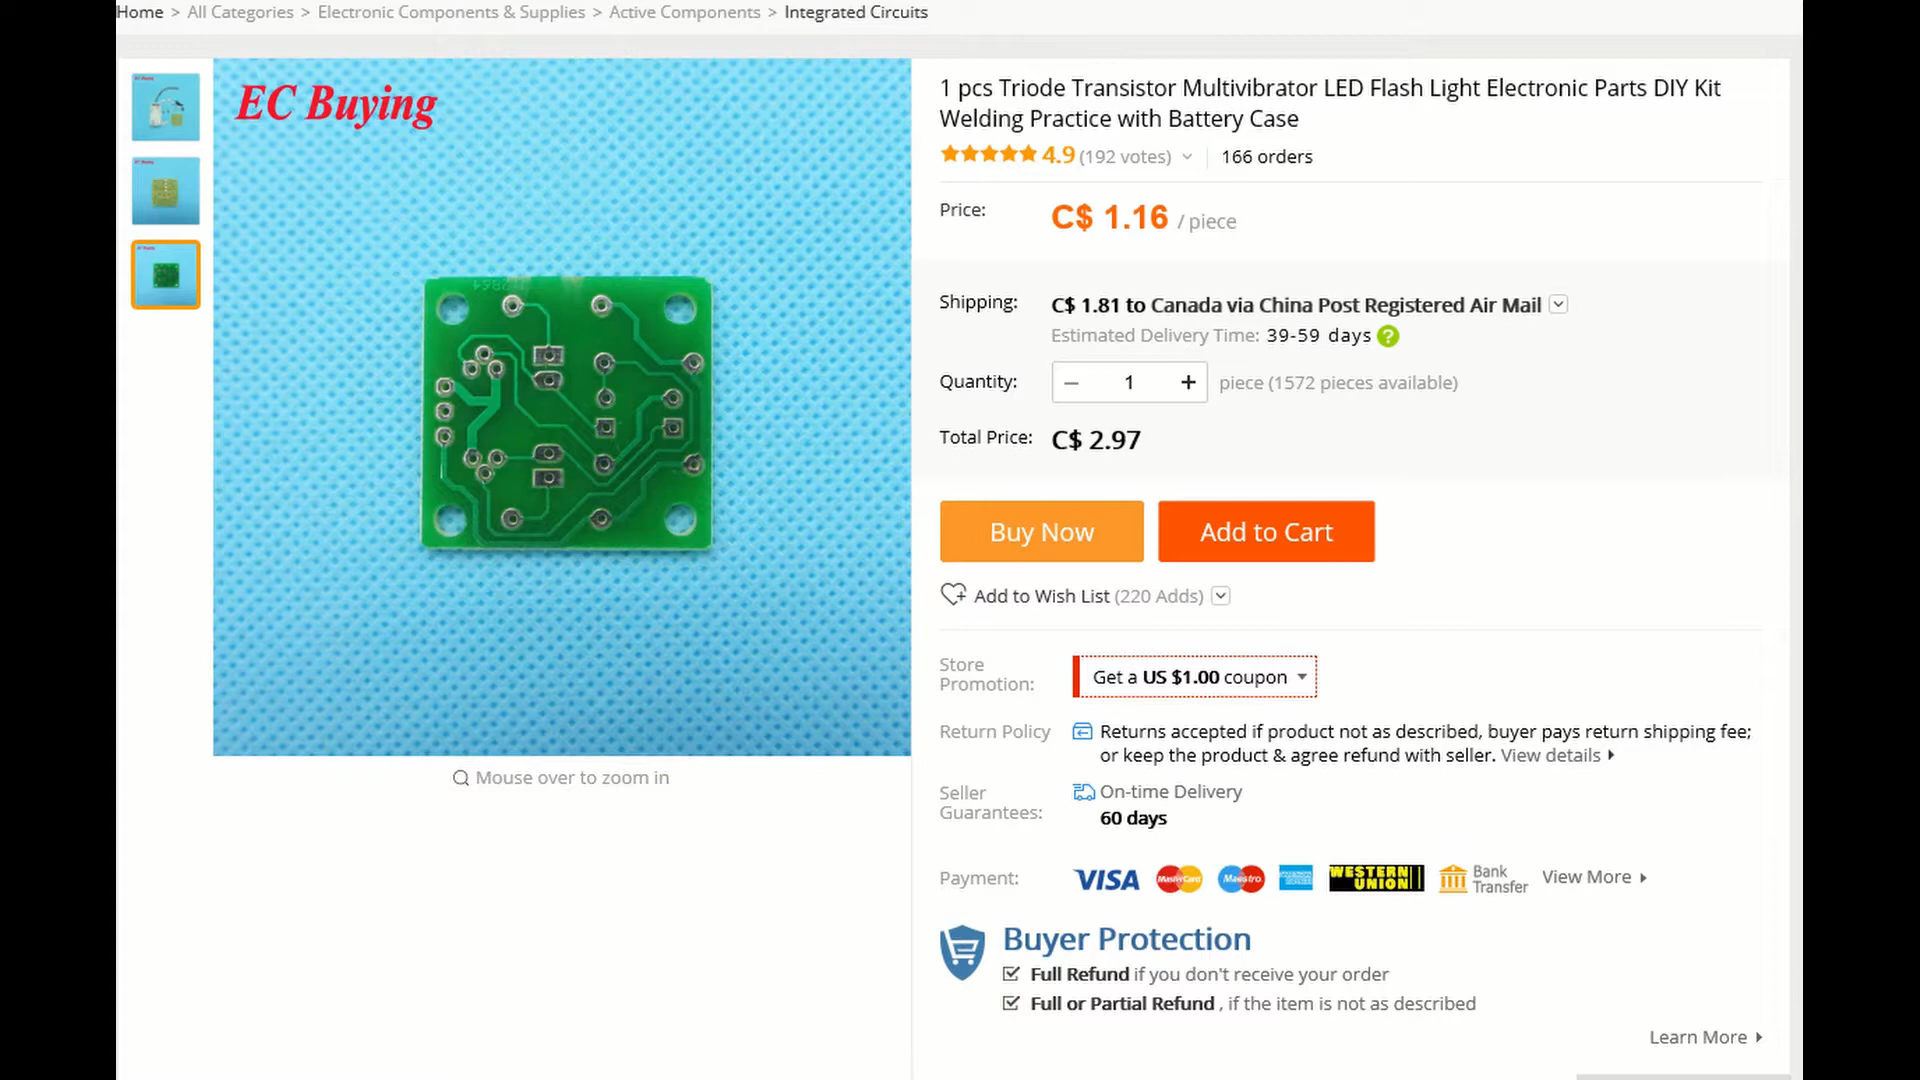 Home > All Categories > Electronic Components & Supplies > Active Components > Integrated Circuits
EC Buying
1 pcs Triode Transistor Multivibrator LED Flash Light Electronic Parts DIY Kit
Welding Practice with Battery Case
4.9 (192 votes) 166 orders
Price: C$ 1.16 / piece
Shipping: C$ 1.81 to Canada via China Post Registered Air Mail
Estimated Delivery Time: 39-59 days ?
Quantity: − 1 + piece (1572 pieces available)
Total Price: C$ 2.97
Buy Now Add to Cart
Add to Wish List (220 Adds)
Store
Promotion:
Get a US $1.00 coupon
Return Policy Returns accepted if product not as described, buyer pays return shipping fee;
or keep the product & agree refund with seller. View details
Mouse over to zoom in
Seller
Guarantees:
On-time Delivery
60 days
Payment: VISA MasterCard Maestro WESTERN UNION Bank Transfer View More
Buyer Protection
Full Refund if you don't receive your order
Full or Partial Refund , if the item is not as described
Learn More